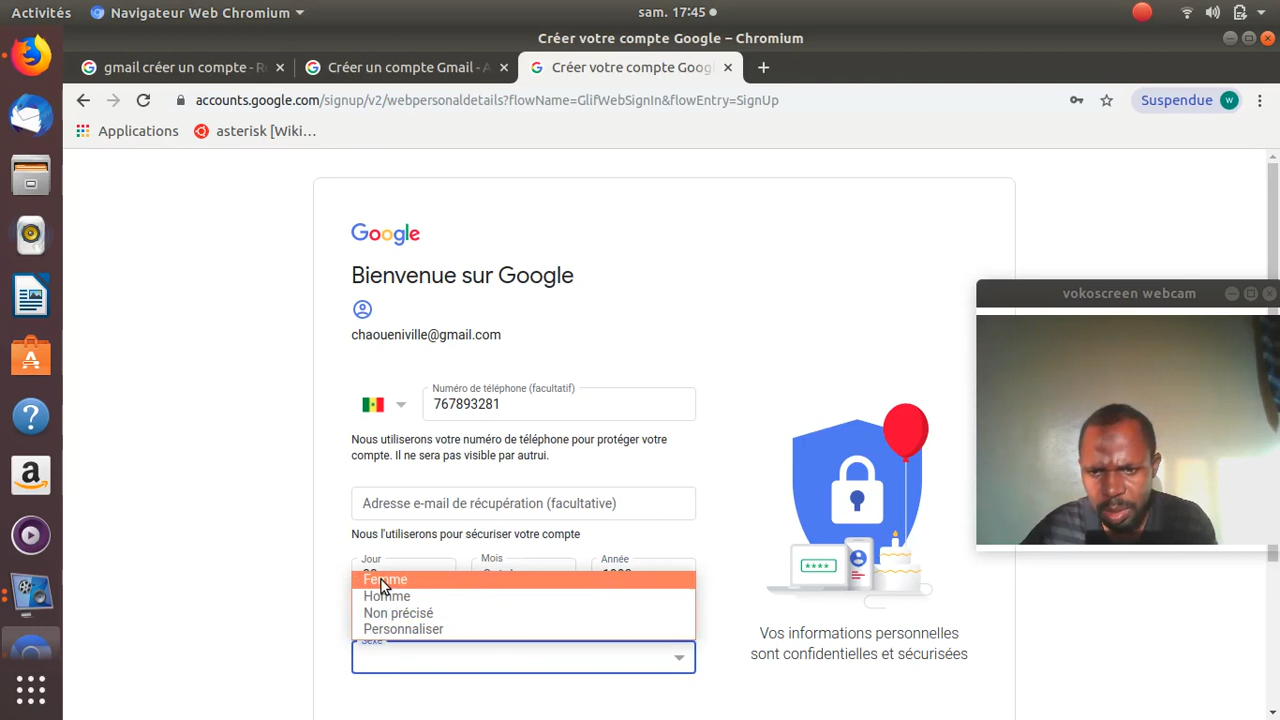 Activités
Navigateur Web Chromium
sam. 17:45
Créer votre compte Google – Chromium
gmail créer un compte - R
Créer un compte Gmail - A
Créer votre compte Goog
accounts.google.com/signup/v2/webpersonaldetails?flowName=GlifWebSignIn&flowEntry=SignUp
Suspendue
W
Applications
asterisk [Wiki...
Google
Bienvenue sur Google
chaoueniville@gmail.com
Numéro de téléphone (facultatif)
767893281
Nous utiliserons votre numéro de téléphone pour protéger votre
compte. Il ne sera pas visible par autrui.
Adresse e-mail de récupération (facultative)
Nous l'utiliserons pour sécuriser votre compte
Jour
Mois
Année
Femme
Homme
Non précisé
Personnaliser
Sexe
vokoscreen webcam
Vos informations personnelles
sont confidentielles et sécurisées